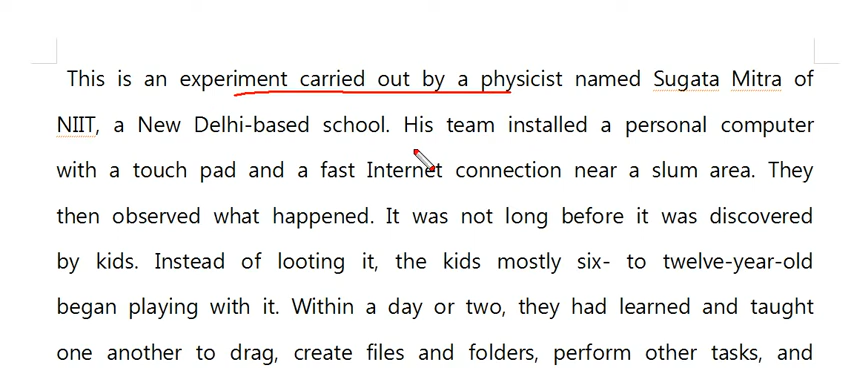 This is an experiment carried out by a physicist named Sugata Mitra of
NIIT, a New Delhi-based school. His team installed a personal computer
with a touch pad and a fast Internet connection near a slum area. They
then observed what happened. It was not long before it was discovered
by kids. Instead of looting it, the kids mostly six- to twelve-year-old
began playing with it. Within a day or two, they had learned and taught
one another to drag, create files and folders, perform other tasks, and